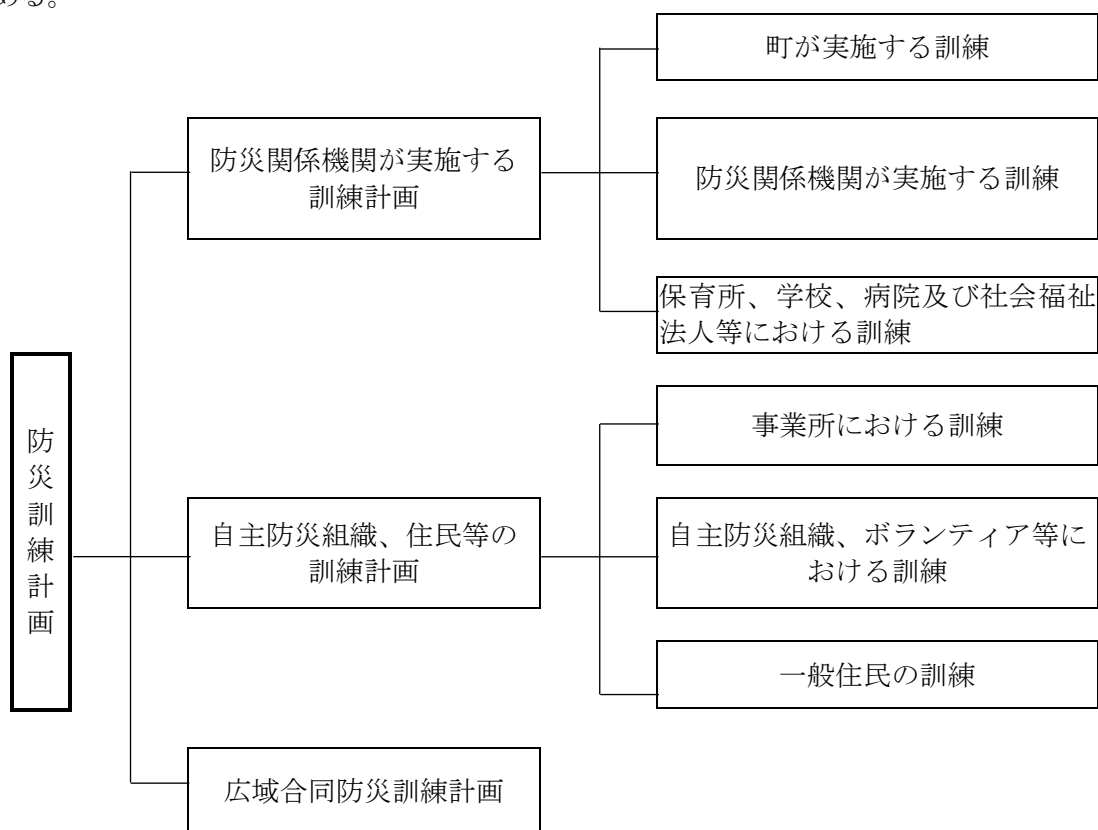 ある。
町が実施する訓練
防災関係機関が実施する
訓練計画
防災関係機関が実施する訓練
保育所、学校、病院及び社会福祉
法人等における訓練
防災訓練計画
事業所における訓練
自主防災組織、住民等の
訓練計画
自主防災組織、ボランティア等に
おける訓練
一般住民の訓練
広域合同防災訓練計画